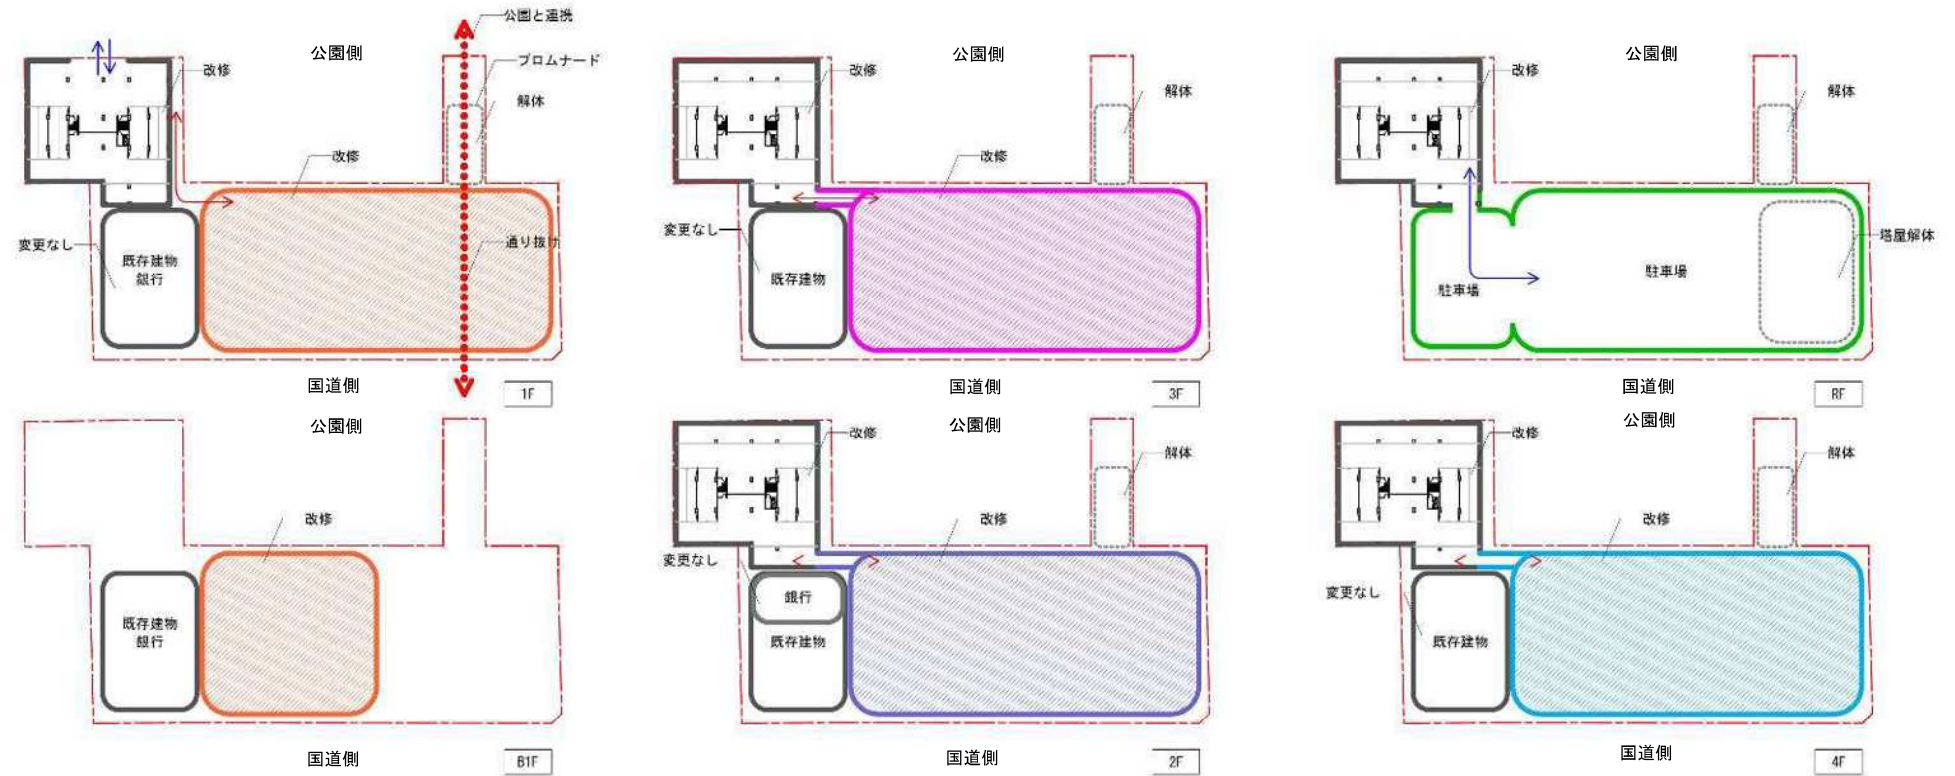 公園と連携
公園側
プロムナード
改修
解体
改修
変更なし
既存建物
銀行
通り抜け
国道側
1F
公園側
改修
解体
改修
変更なし
既存建物
国道側
3F
公園側
改修
解体
塔屋解体
駐車場
駐車場
国道側
RF
公園側
改修
既存建物
銀行
国道側
B1F
公園側
改修
解体
改修
変更なし
銀行
既存建物
国道側
2F
公園側
改修
解体
改修
変更なし
既存建物
国道側
4F